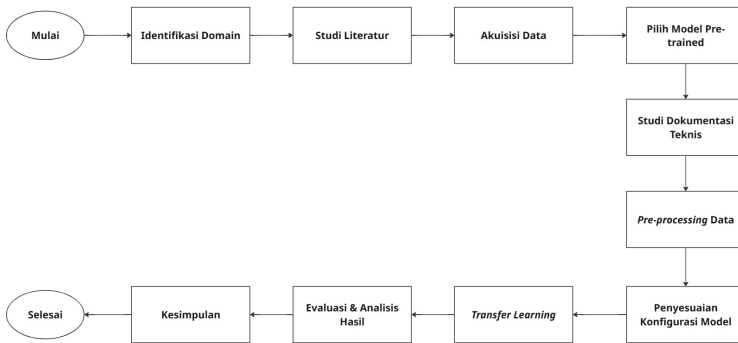 Mulai
Identifikasi Domain
Studi Literatur
Akuisisi Data
Pilih Model Pre-
trained
Studi Dokumentasi
Teknis
Pre-processing Data
Penyesuaian
Konfigurasi Model
Transfer Learning
Evaluasi & Analisis
Hasil
Kesimpulan
Selesai